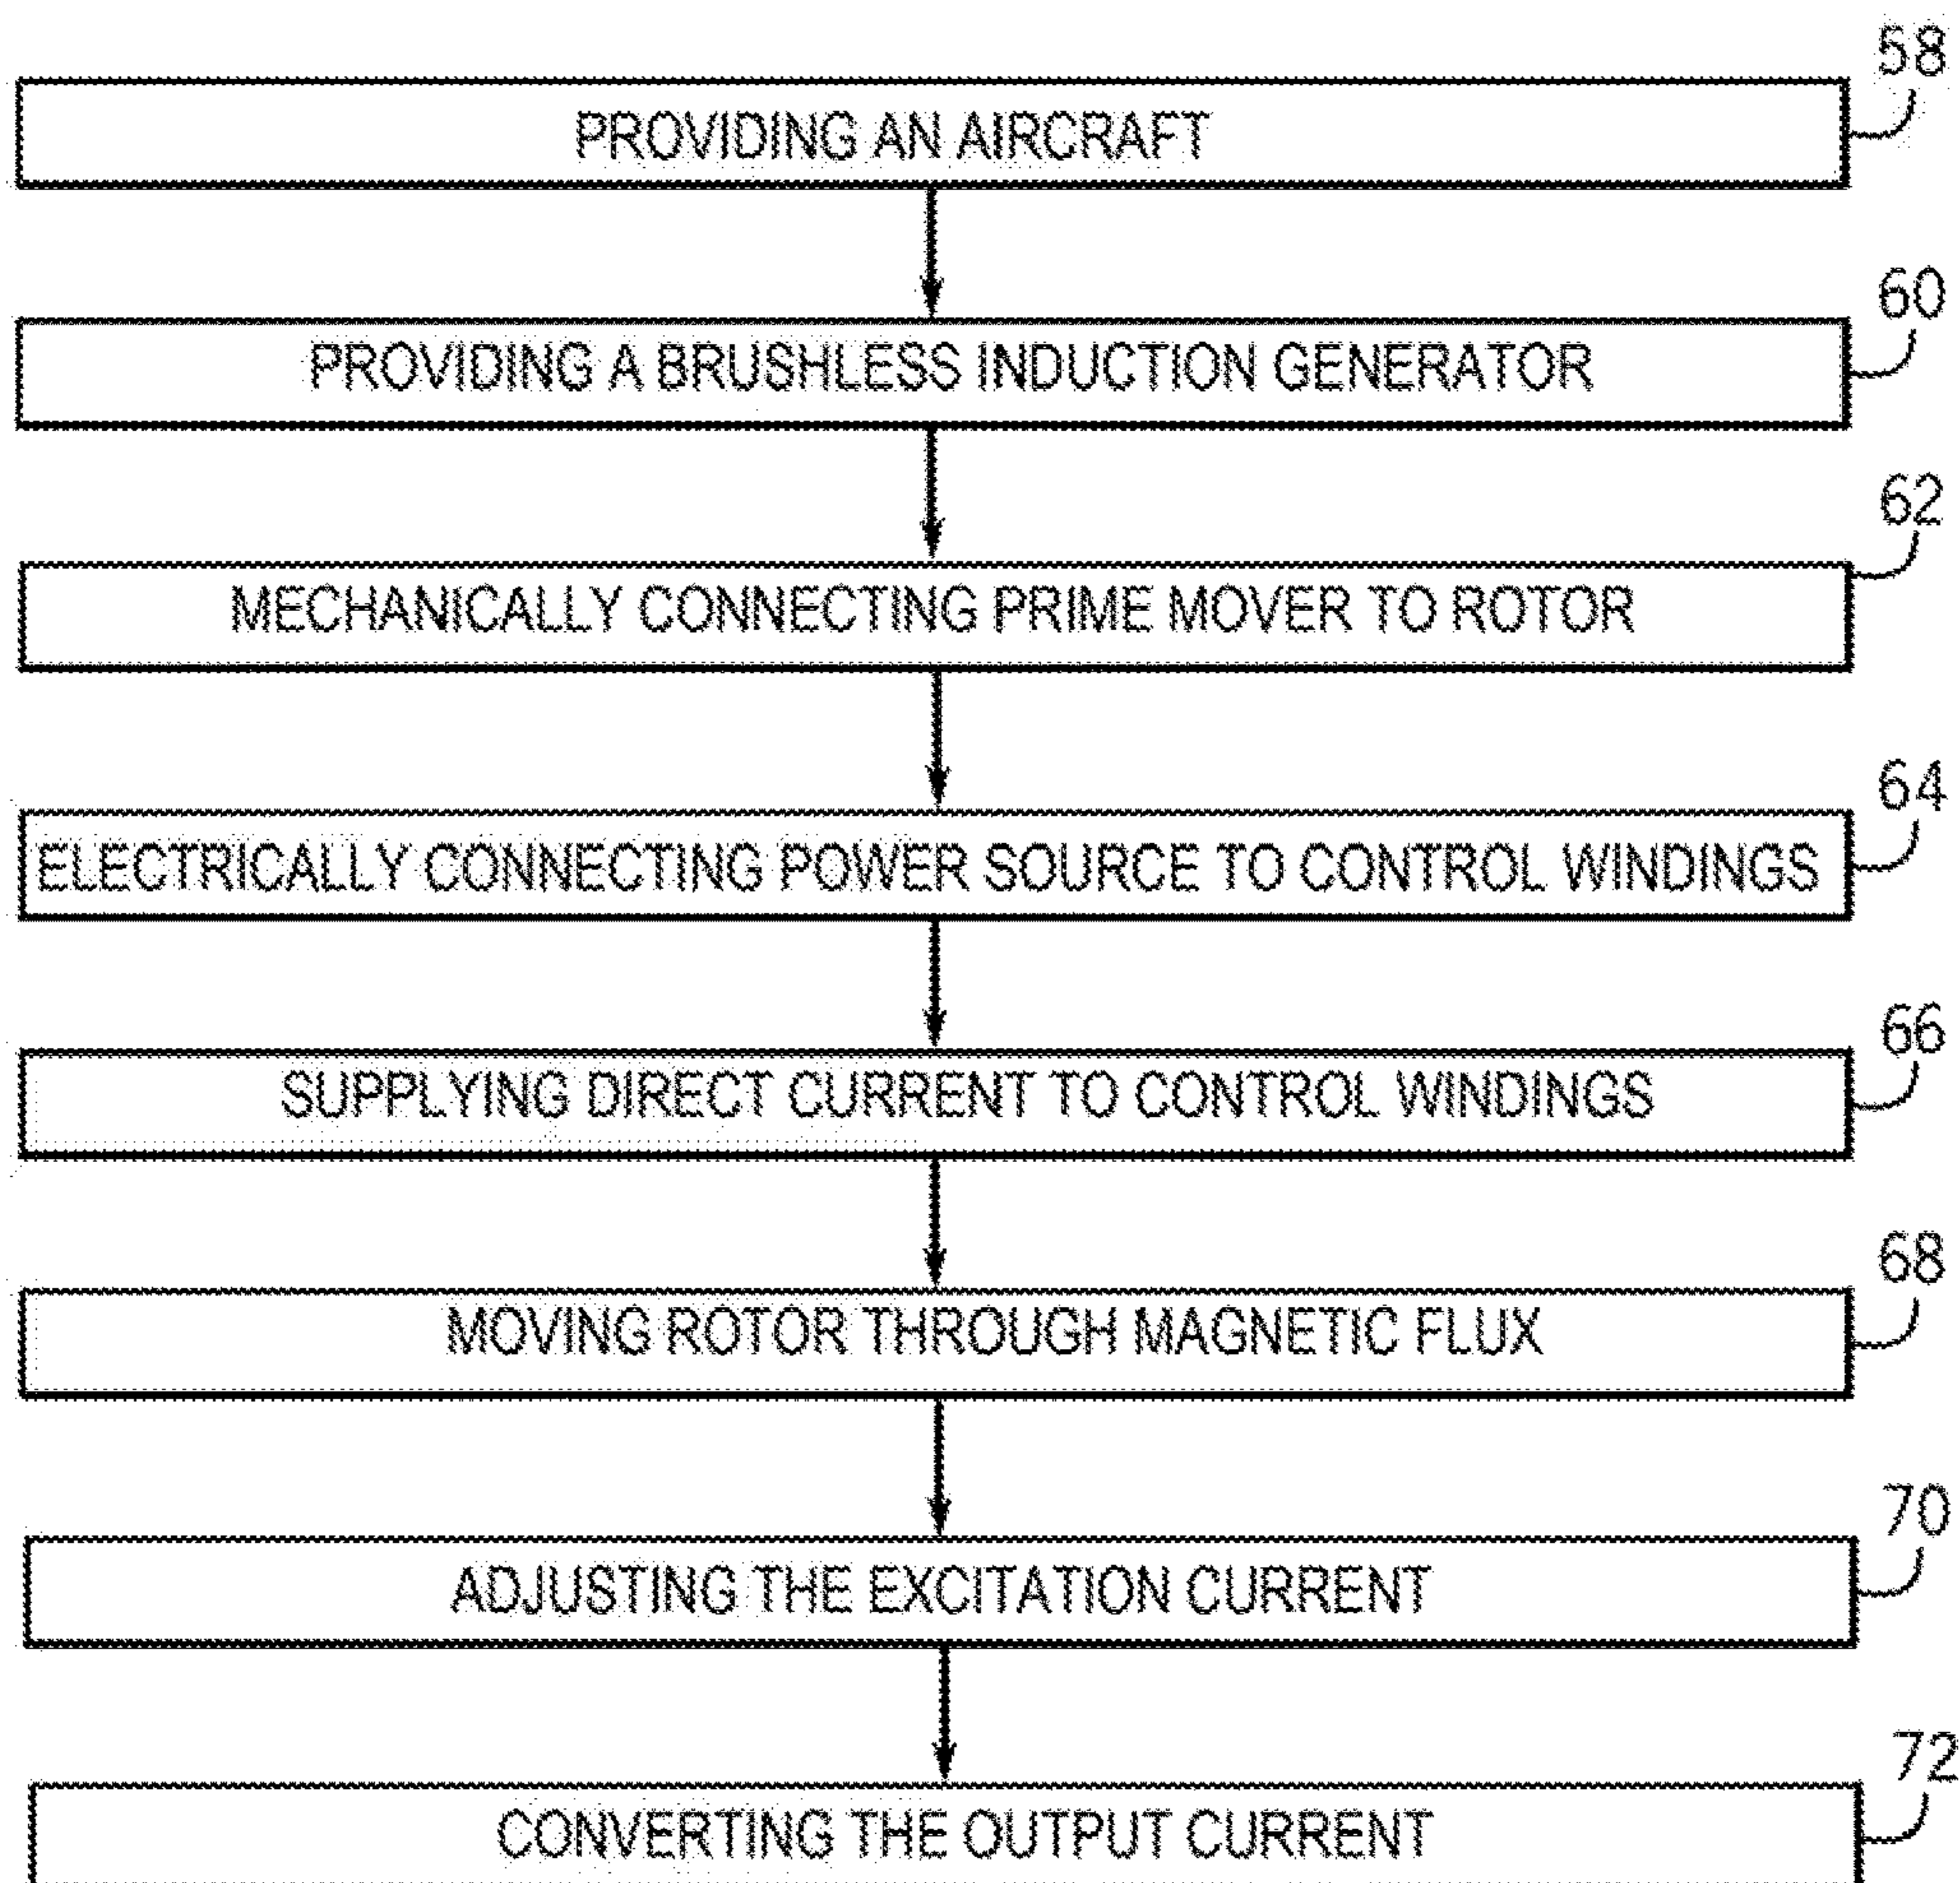 58
PROVIDING AN AIRCRAFT
60
PROVIDING A BRUSHLESS INDUCTION GENERATOR
62
MECHANICALLY CONNECTING PRIME MOVER TO ROTOR
64
ELECTRICALLY CONNECTING POWER SOURCE TO CONTROL WINDINGS
66
SUPPLYING DIRECT CURRENT TO CONTROL WINDINGS
68
MOVING ROTOR THROUGH MAGNETIC FLUX
70
ADJUSTING THE EXCITATION CURRENT
72
CONVERTING THE OUTPUT CURRENT